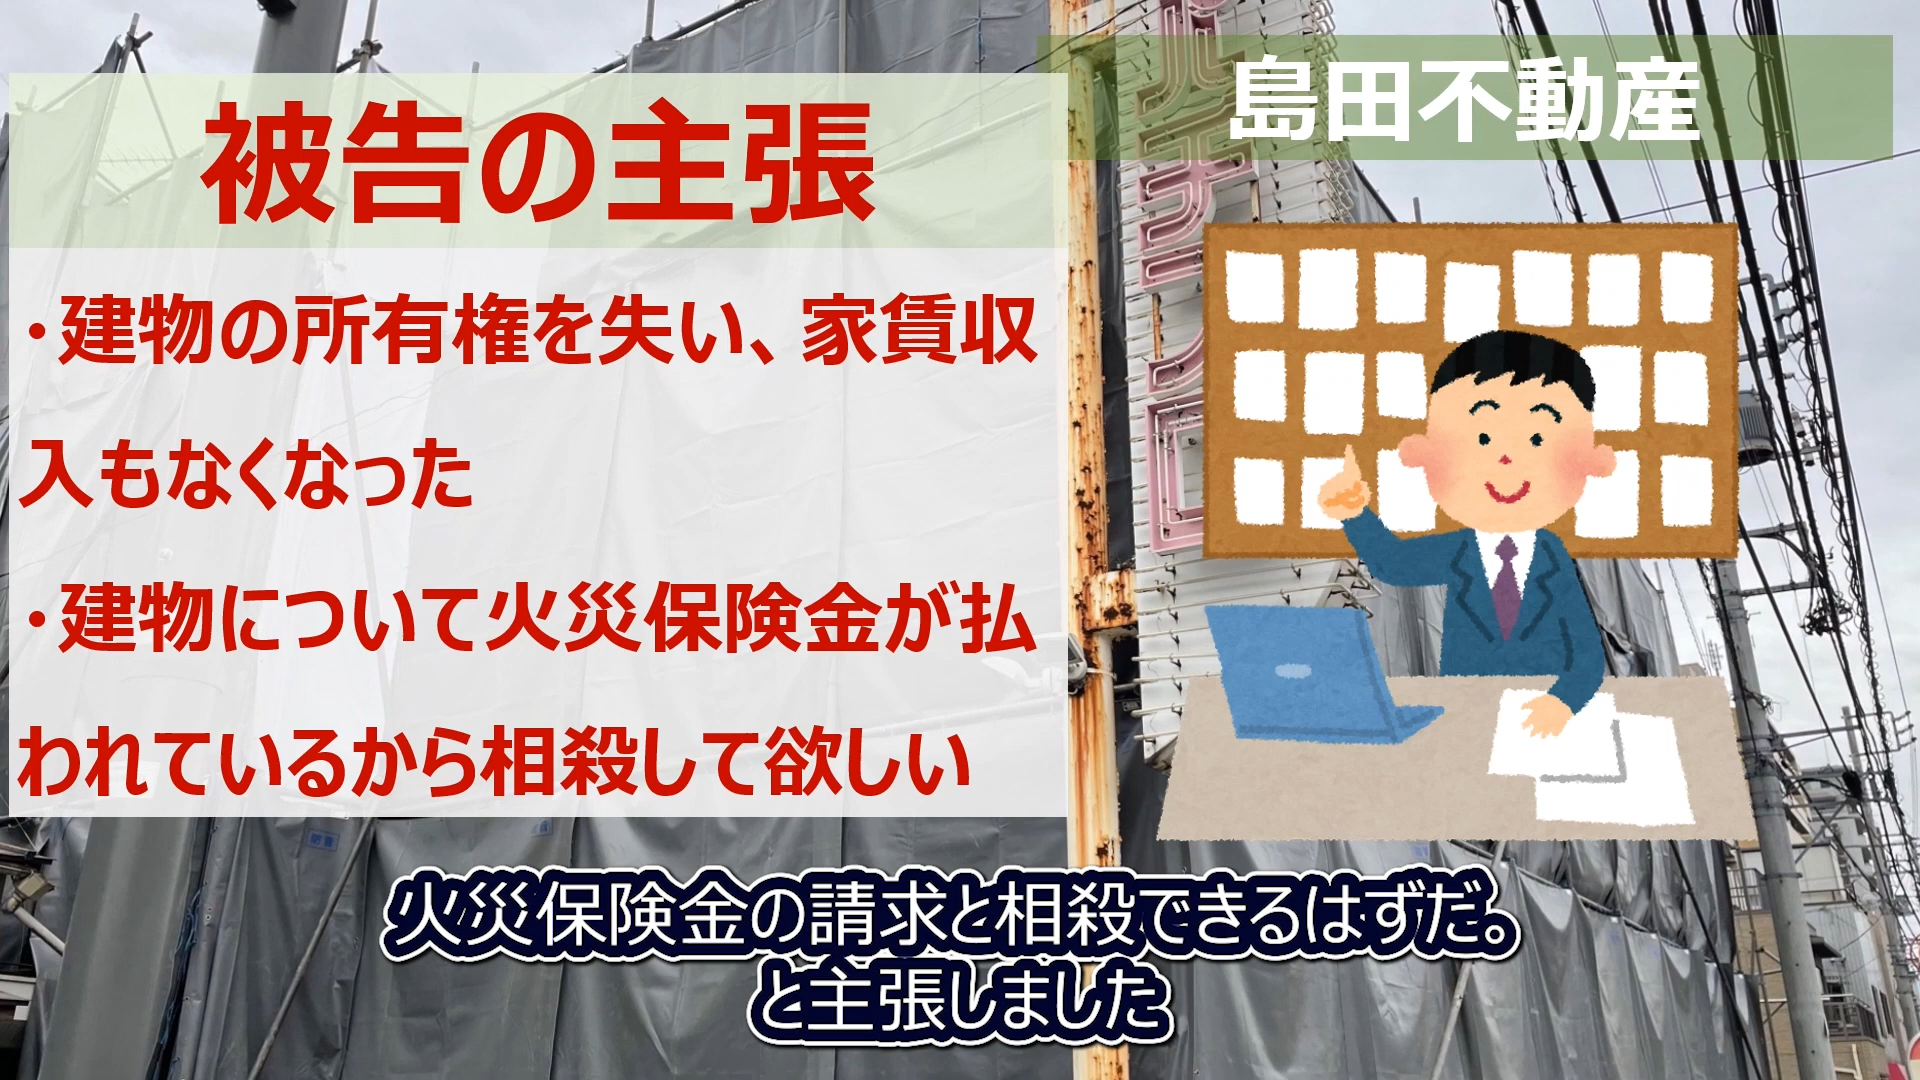 被告の主張
島田不動産
・建物の所有権を失い、家賃収
入もなくなった
・建物について火災保険金が払
われているから相殺して欲しい
パチンコ
火災保険金の請求と相殺できるはずだ。
と主張しました